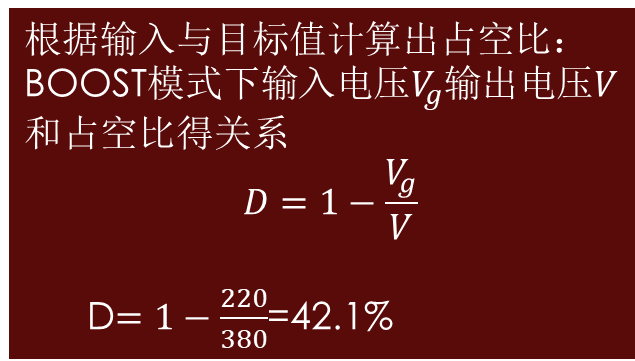 根据输入与目标值计算出占空比：
BOOST模式下输入电压Vg输出电压V
和占空比得关系
D = 1 − Vg/V
D= 1 − 220/380=42.1%